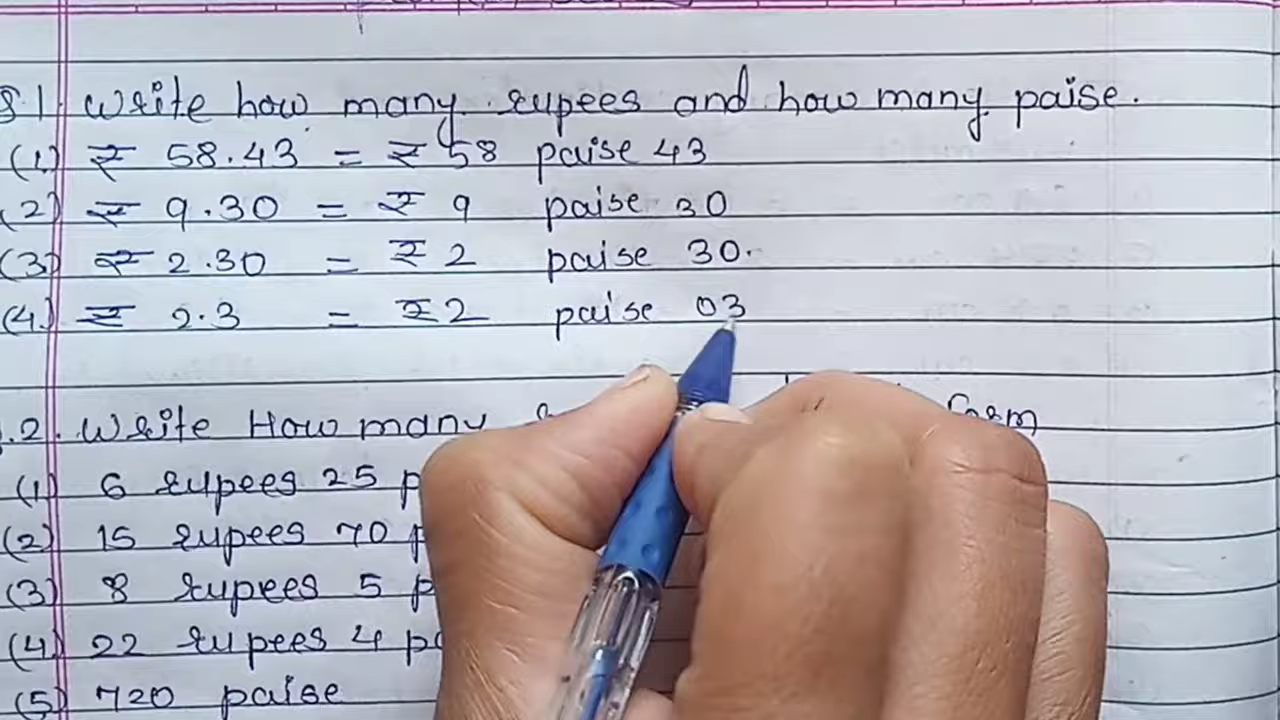 Q.1. Write how many rupees and how many paise.
(1.) ₹ 58.43 = ₹ 58 paise 43
(2) ₹ 9.30 = ₹ 9 paise 30
(3) ₹ 2.30 = ₹ 2 paise 30.
(4.) ₹ 2.3 = ₹ 2 paise 03
.2. Write How many form
(1) 6 rupees 25 p
(2) 15 rupees 70 p
(3) 8 rupees 5 p
(4) 22 rupees 4 pa
(5) 720 paise